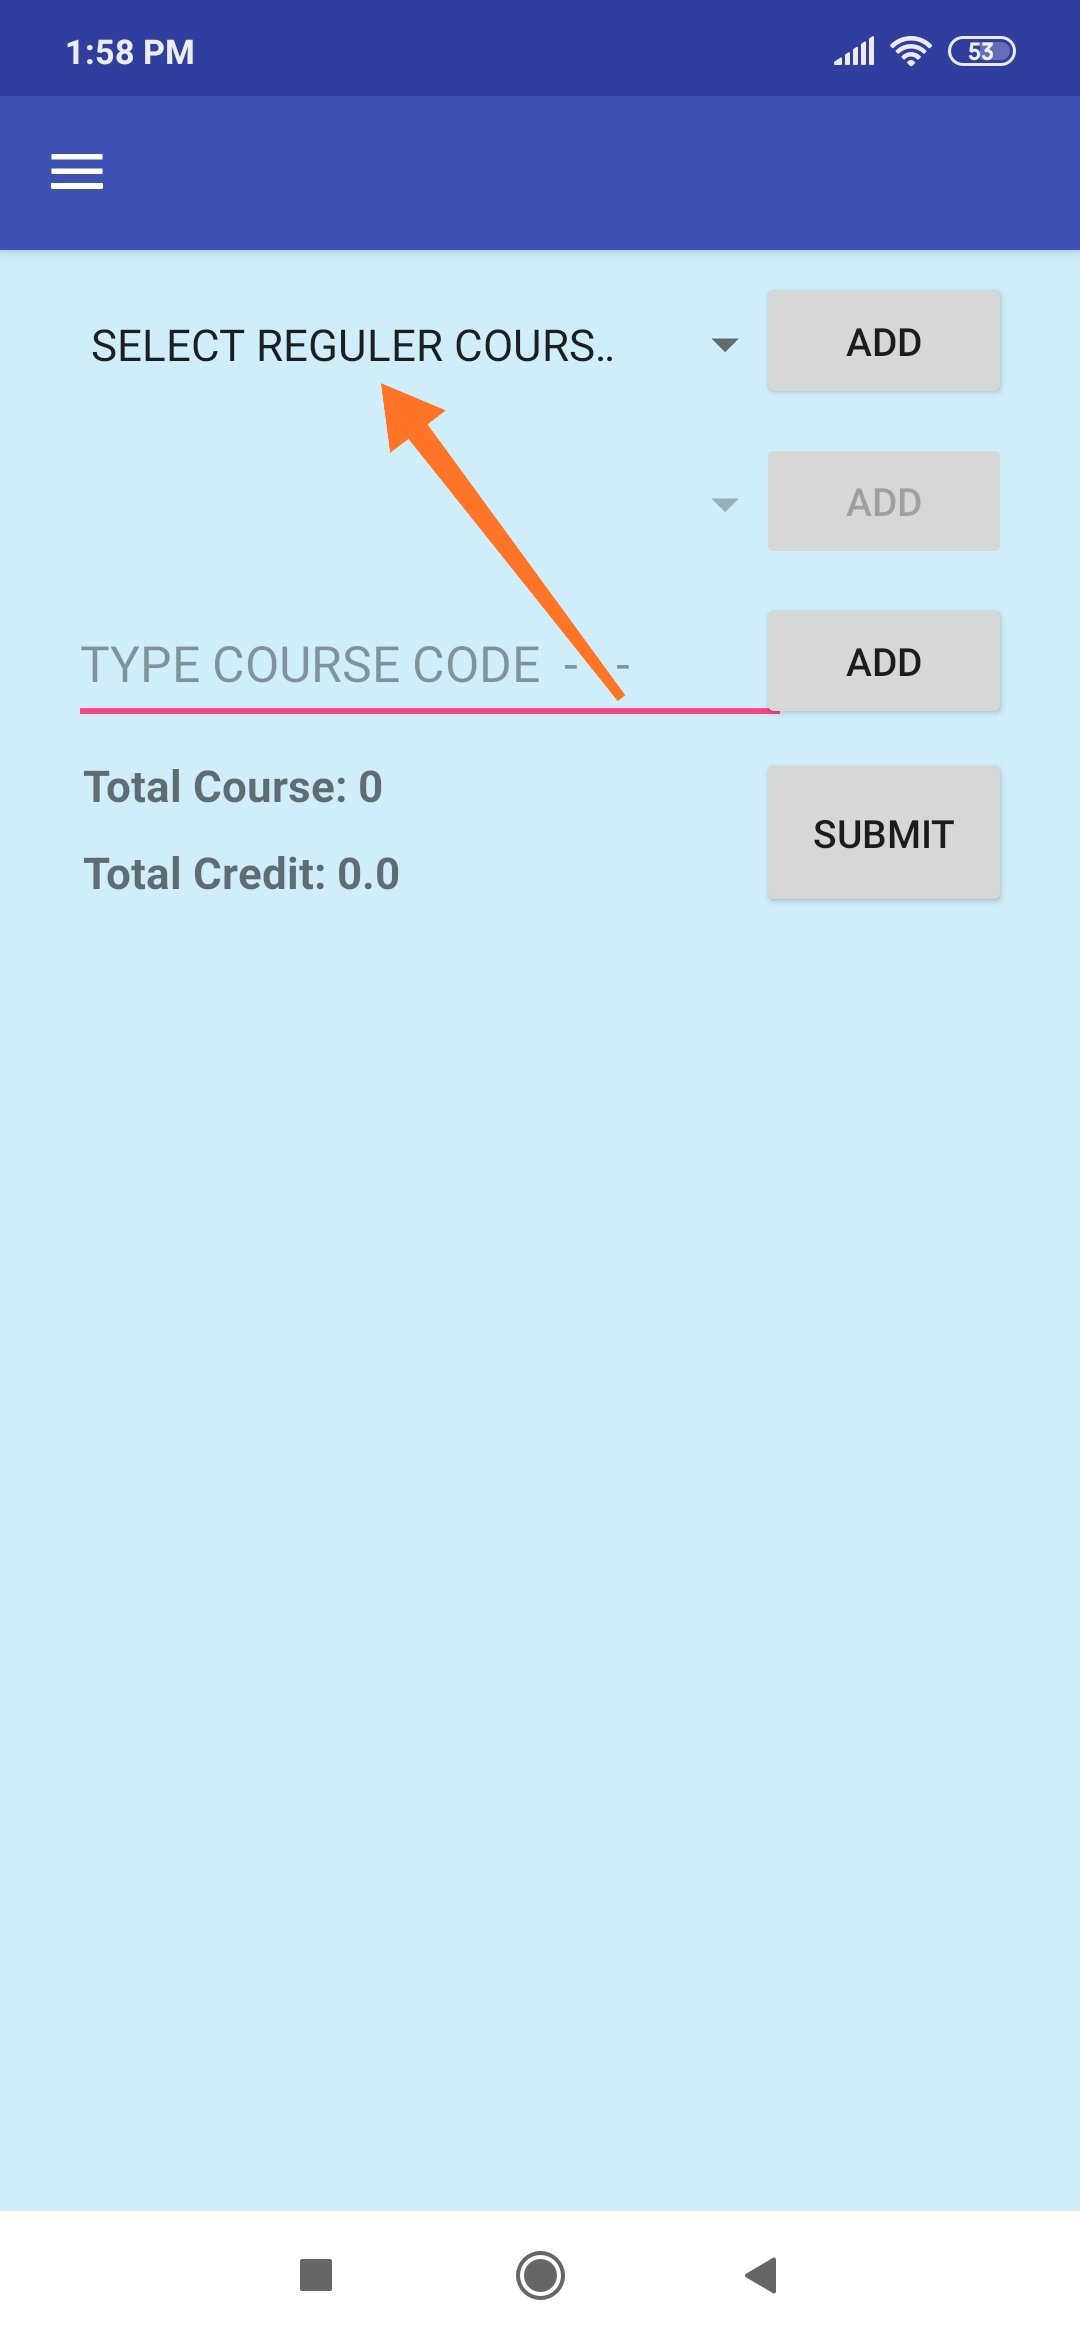 1:58 PM 53
SELECT REGULER COURS.. ADD
ADD
TYPE COURSE CODE - - ADD
Total Course: 0
SUBMIT
Total Credit: 0.0